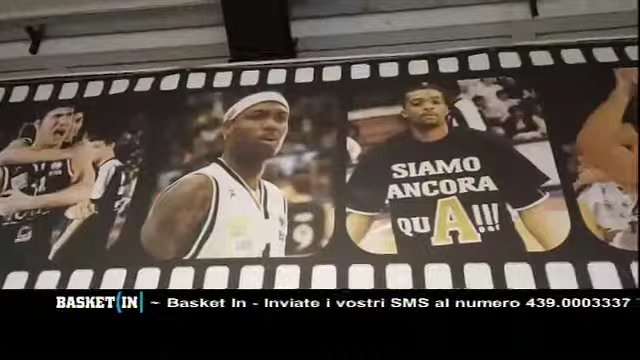 SIAMO
ANCORA
QUA!!!
BASKET IN ~ Basket In - Inviate i vostri SMS al numero 439.0003337